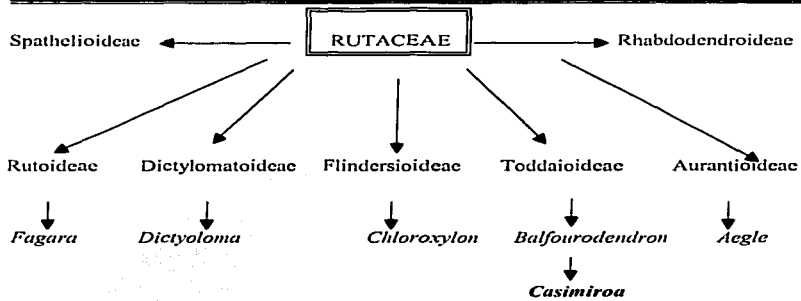 Spathelioideae RUTACEAE Rhabdodendroideae
Rutoideae Dictylomatoideae Flindersioideae Toddaioideae Aurantioideae
Fagara Dictyoloma Chloroxylon Balfourodendron Aegle
Casimiroa